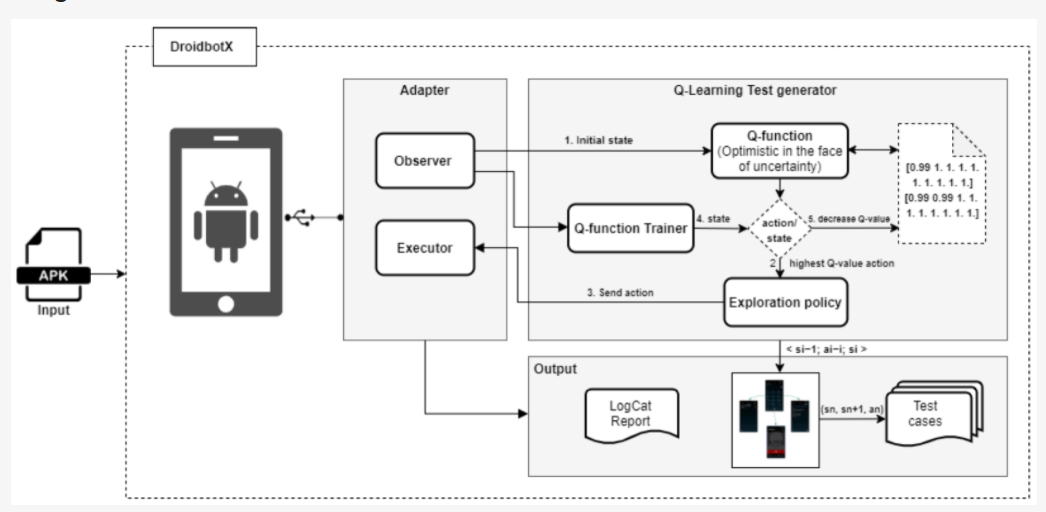 DroidbotX
Adapter
Q-Learning Test generator
Observer
1. Initial state
Q-function
(Optimistic in the face
of uncertainty)
[0.99 1. 1. 1. 1.
1. 1. 1. 1. 1.]
[0.99 0.99 1. 1.
1. 1. 1. 1. 1. 1.]
Q-function Trainer
4. state
action/
state
5. decrease Q-value
Executor
2
highest Q-value action
3. Send action
Exploration policy
APK
Input
< si−1; ai−i; si >
Output
LogCat
Report
(sn, sn+1, an)
Test
cases